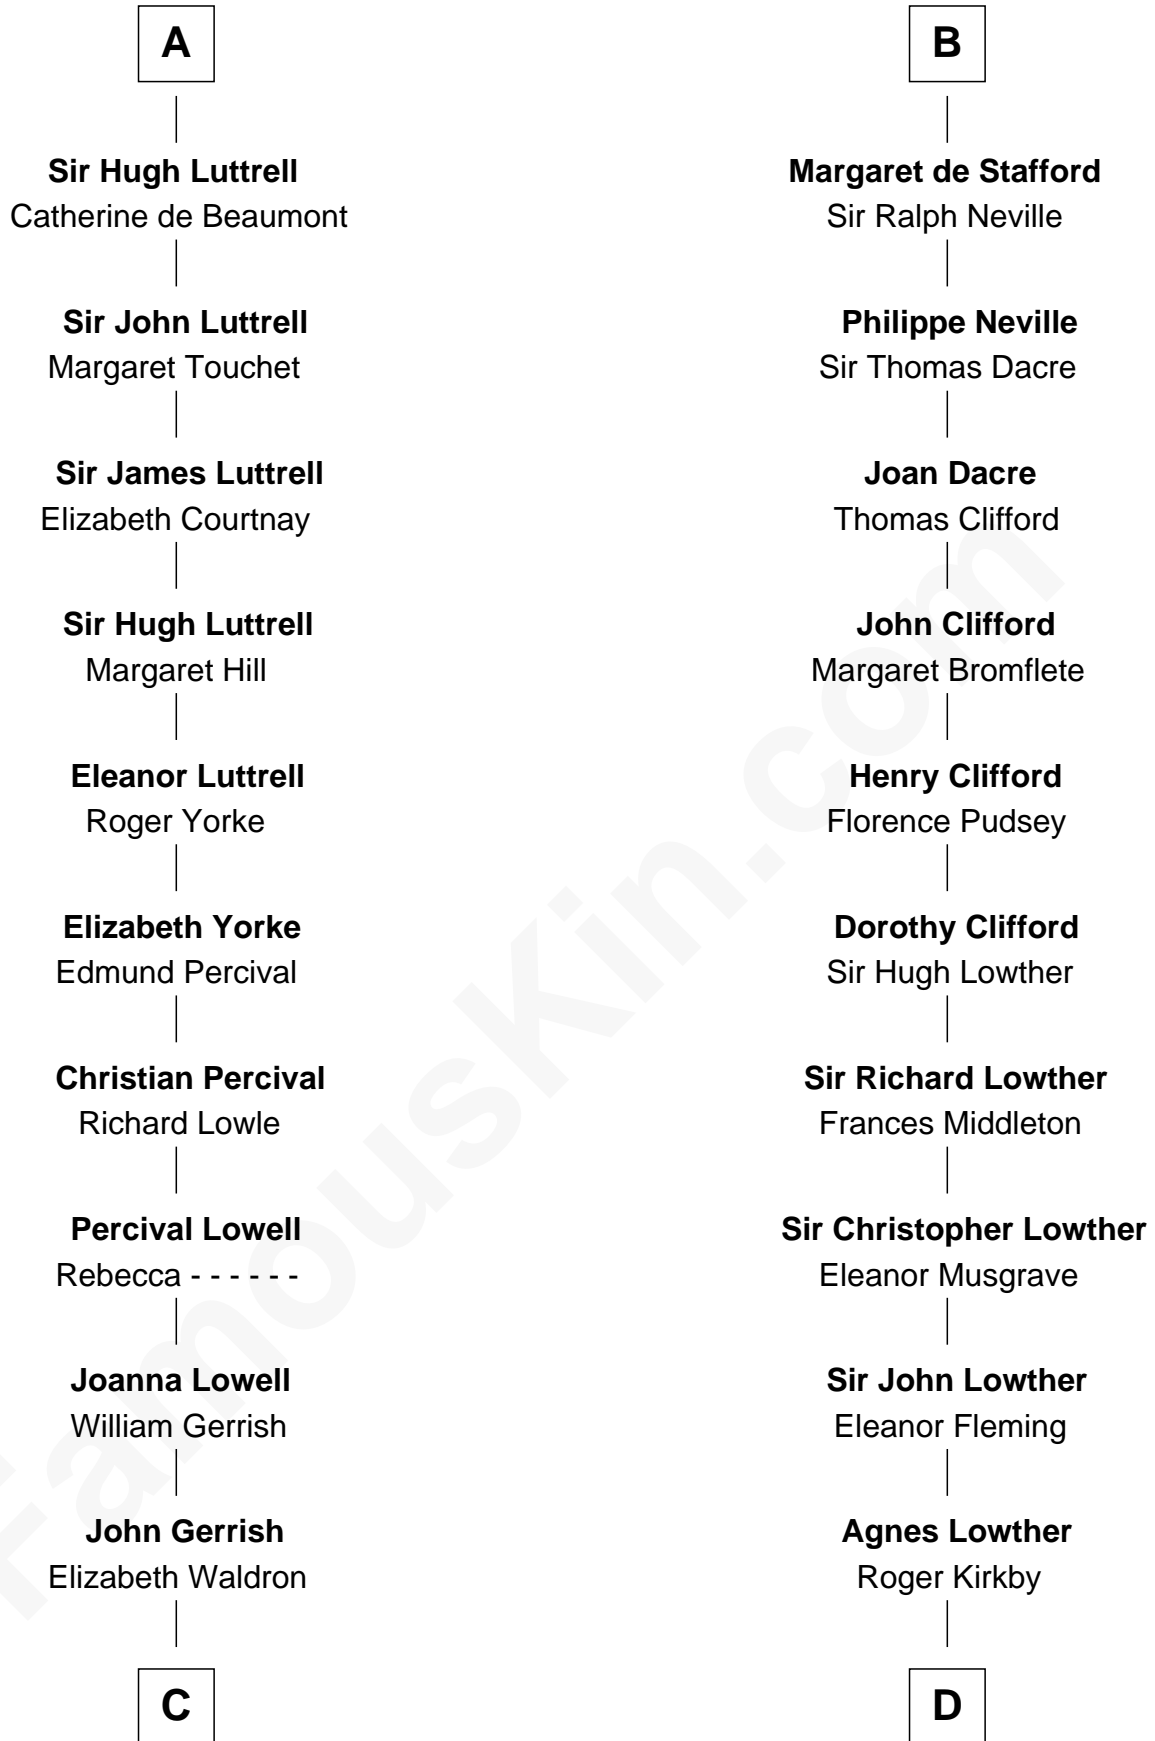 A
Sir Hugh Luttrell
Catherine de Beaumont
Sir John Luttrell
Margaret Touchet
Sir James Luttrell
Elizabeth Courtnay
Sir Hugh Luttrell
Margaret Hill
Eleanor Luttrell
Roger Yorke
Elizabeth Yorke
Edmund Percival
Christian Percival
Richard Lowle
Percival Lowell
Rebecca - - - - - -
Joanna Lowell
William Gerrish
John Gerrish
Elizabeth Waldron
C
B
Margaret de Stafford
Sir Ralph Neville
Philippe Neville
Sir Thomas Dacre
Joan Dacre
Thomas Clifford
John Clifford
Margaret Bromflete
Henry Clifford
Florence Pudsey
Dorothy Clifford
Sir Hugh Lowther
Sir Richard Lowther
Frances Middleton
Sir Christopher Lowther
Eleanor Musgrave
Sir John Lowther
Eleanor Fleming
Agnes Lowther
Roger Kirkby
D
FamousKin.com